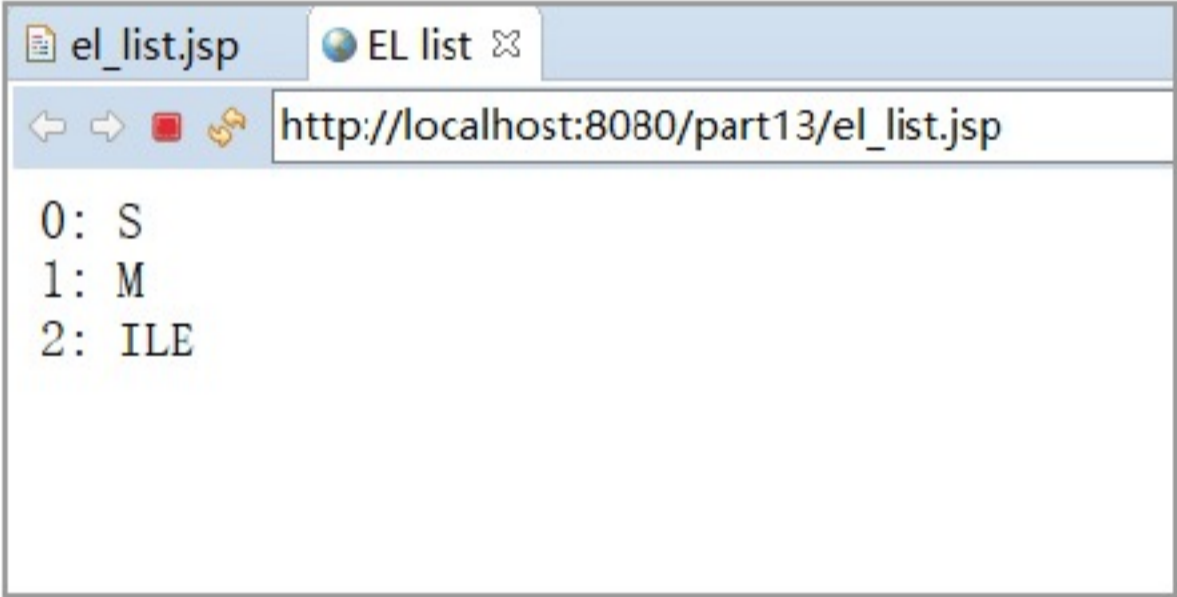 el_list.jsp EL list
http://localhost:8080/part13/el_list.jsp
0: S
1: M
2: ILE